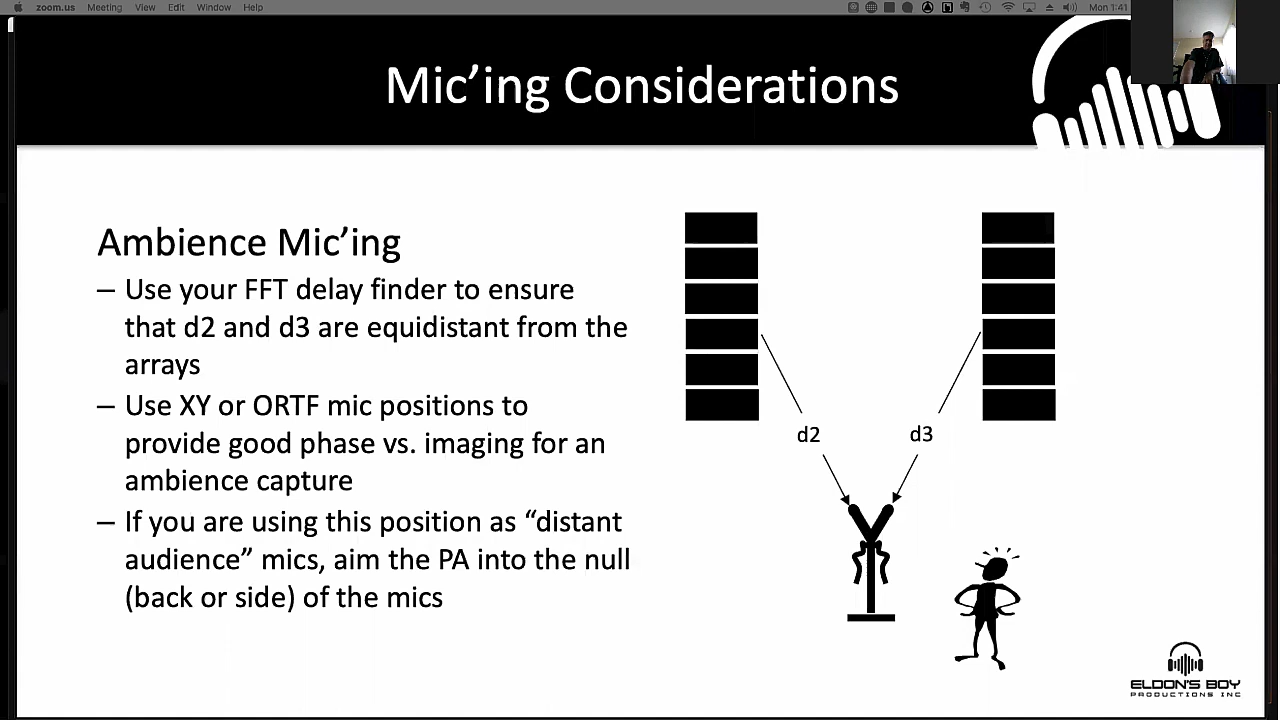 zoom.us Meeting View Edit Window Help Mon 1:41
Mic’ing Considerations
Ambience Mic’ing
– Use your FFT delay finder to ensure
that d2 and d3 are equidistant from the
arrays
– Use XY or ORTF mic positions to
provide good phase vs. imaging for an
ambience capture
– If you are using this position as “distant
audience” mics, aim the PA into the null
(back or side) of the mics
d2 d3
ELDON'S BOY
PRODUCTIONS INC